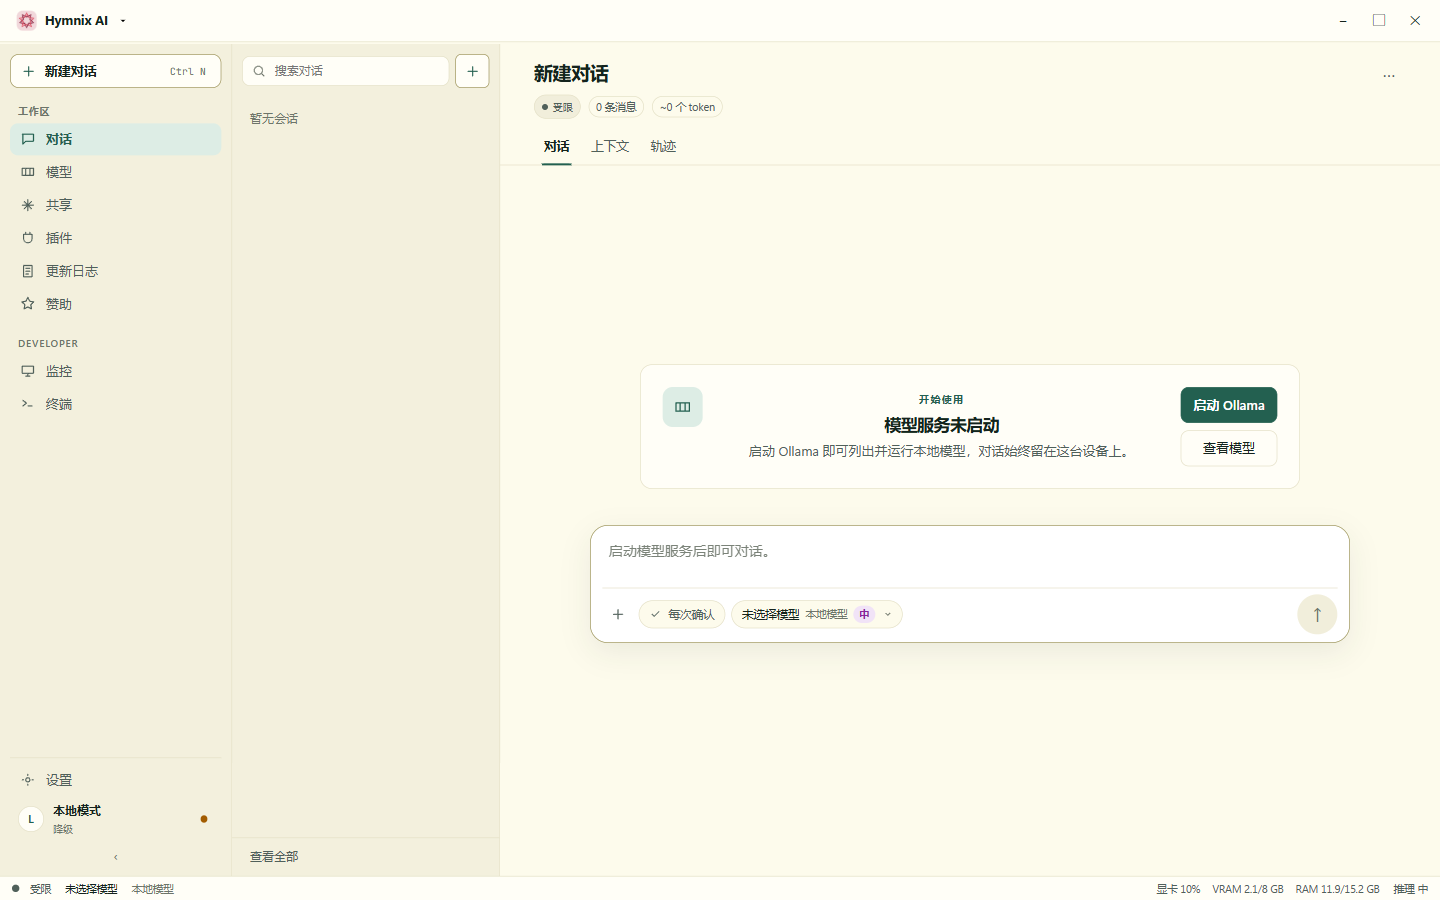 Hymnix AI
新建对话 Ctrl N
工作区
对话
模型
共享
插件
更新日志
赞助
DEVELOPER
监控
终端
设置
L 本地模式
降级
搜索对话
暂无会话
查看全部
新建对话
受限 0 条消息 ~0 个 token
对话 上下文 轨迹
开始使用
模型服务未启动
启动 Ollama 即可列出并运行本地模型，对话始终留在这台设备上。
启动 Ollama
查看模型
启动模型服务后即可对话。
每次确认 未选择模型 本地模型 中
受限 未选择模型 本地模型 显卡 10% VRAM 2.1/8 GB RAM 11.9/15.2 GB 推理 中